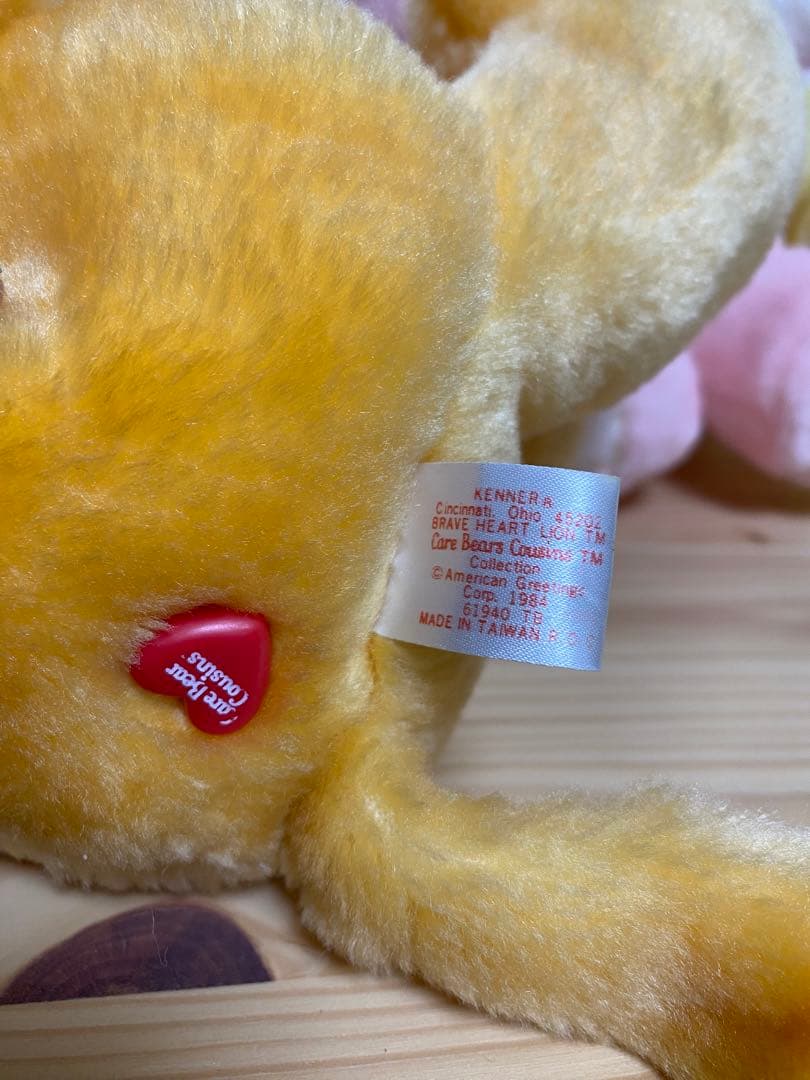 KENNER®
Cincinnati, Ohio 45202
BRAVE HEART LION TM
Care Bears Cousins TM
Collection
©American Greetings
Corp. 1984
61940 TB
MADE IN TAIWAN R.O.C
Care Bear
Cousins